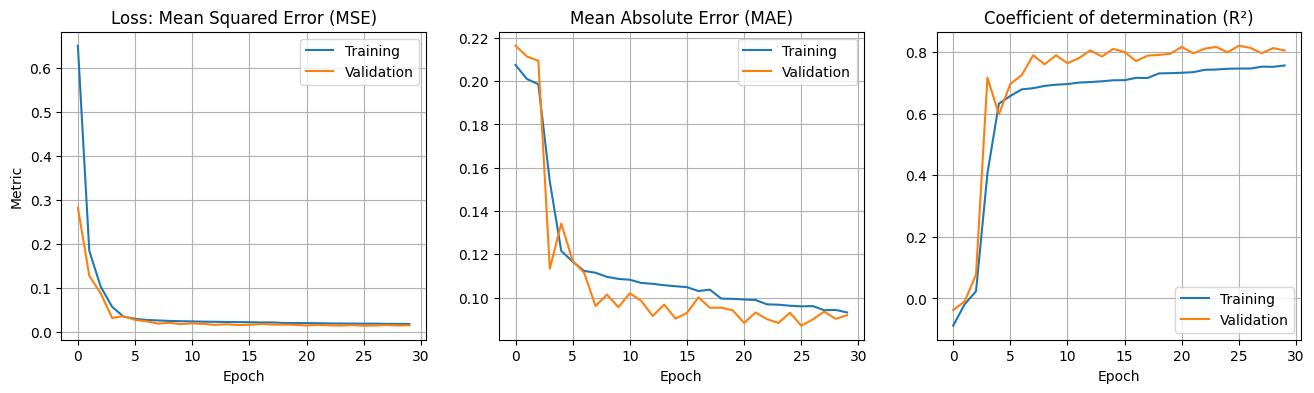 Loss: Mean Squared Error (MSE)
Metric
0.6
0.5
0.4
0.3
0.2
0.1
0.0
Training
Validation
0 5 10 15 20 25 30
Epoch
Mean Absolute Error (MAE)
0.22
0.20
0.18
0.16
0.14
0.12
0.10
Training
Validation
0 5 10 15 20 25 30
Epoch
Coefficient of determination (R²)
0.8
0.6
0.4
0.2
0.0
Training
Validation
0 5 10 15 20 25 30
Epoch